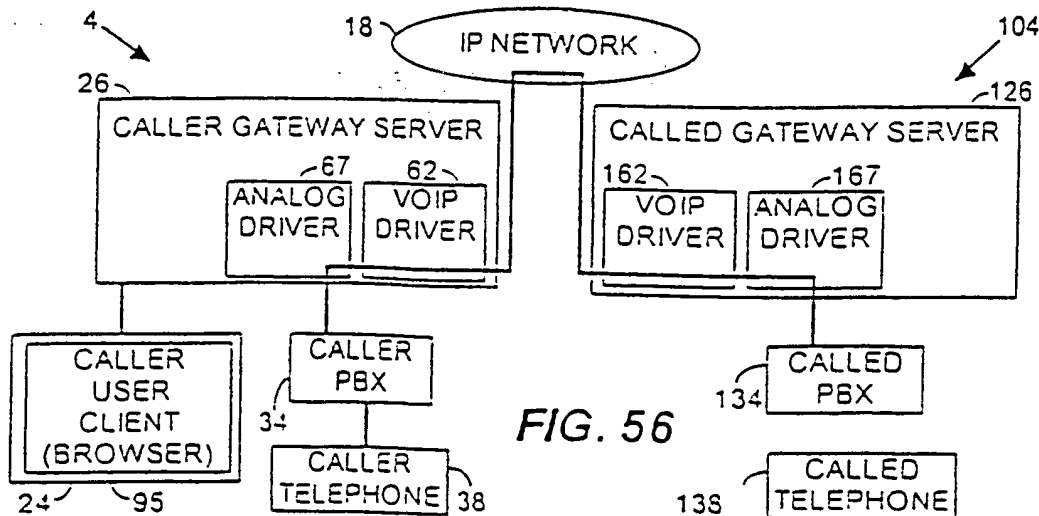 4
18
IP NETWORK
104
26
126
CALLER GATEWAY SERVER
CALLED GATEWAY SERVER
67
62
162
167
ANALOG
DRIVER
VOIP
DRIVER
VOIP
DRIVER
ANALOG
DRIVER
CALLER
USER
CLIENT
(BROWSER)
24
95
CALLER
PBX
34
CALLER
TELEPHONE
38
FIG. 56
CALLED
PBX
134
CALLED
TELEPHONE
138